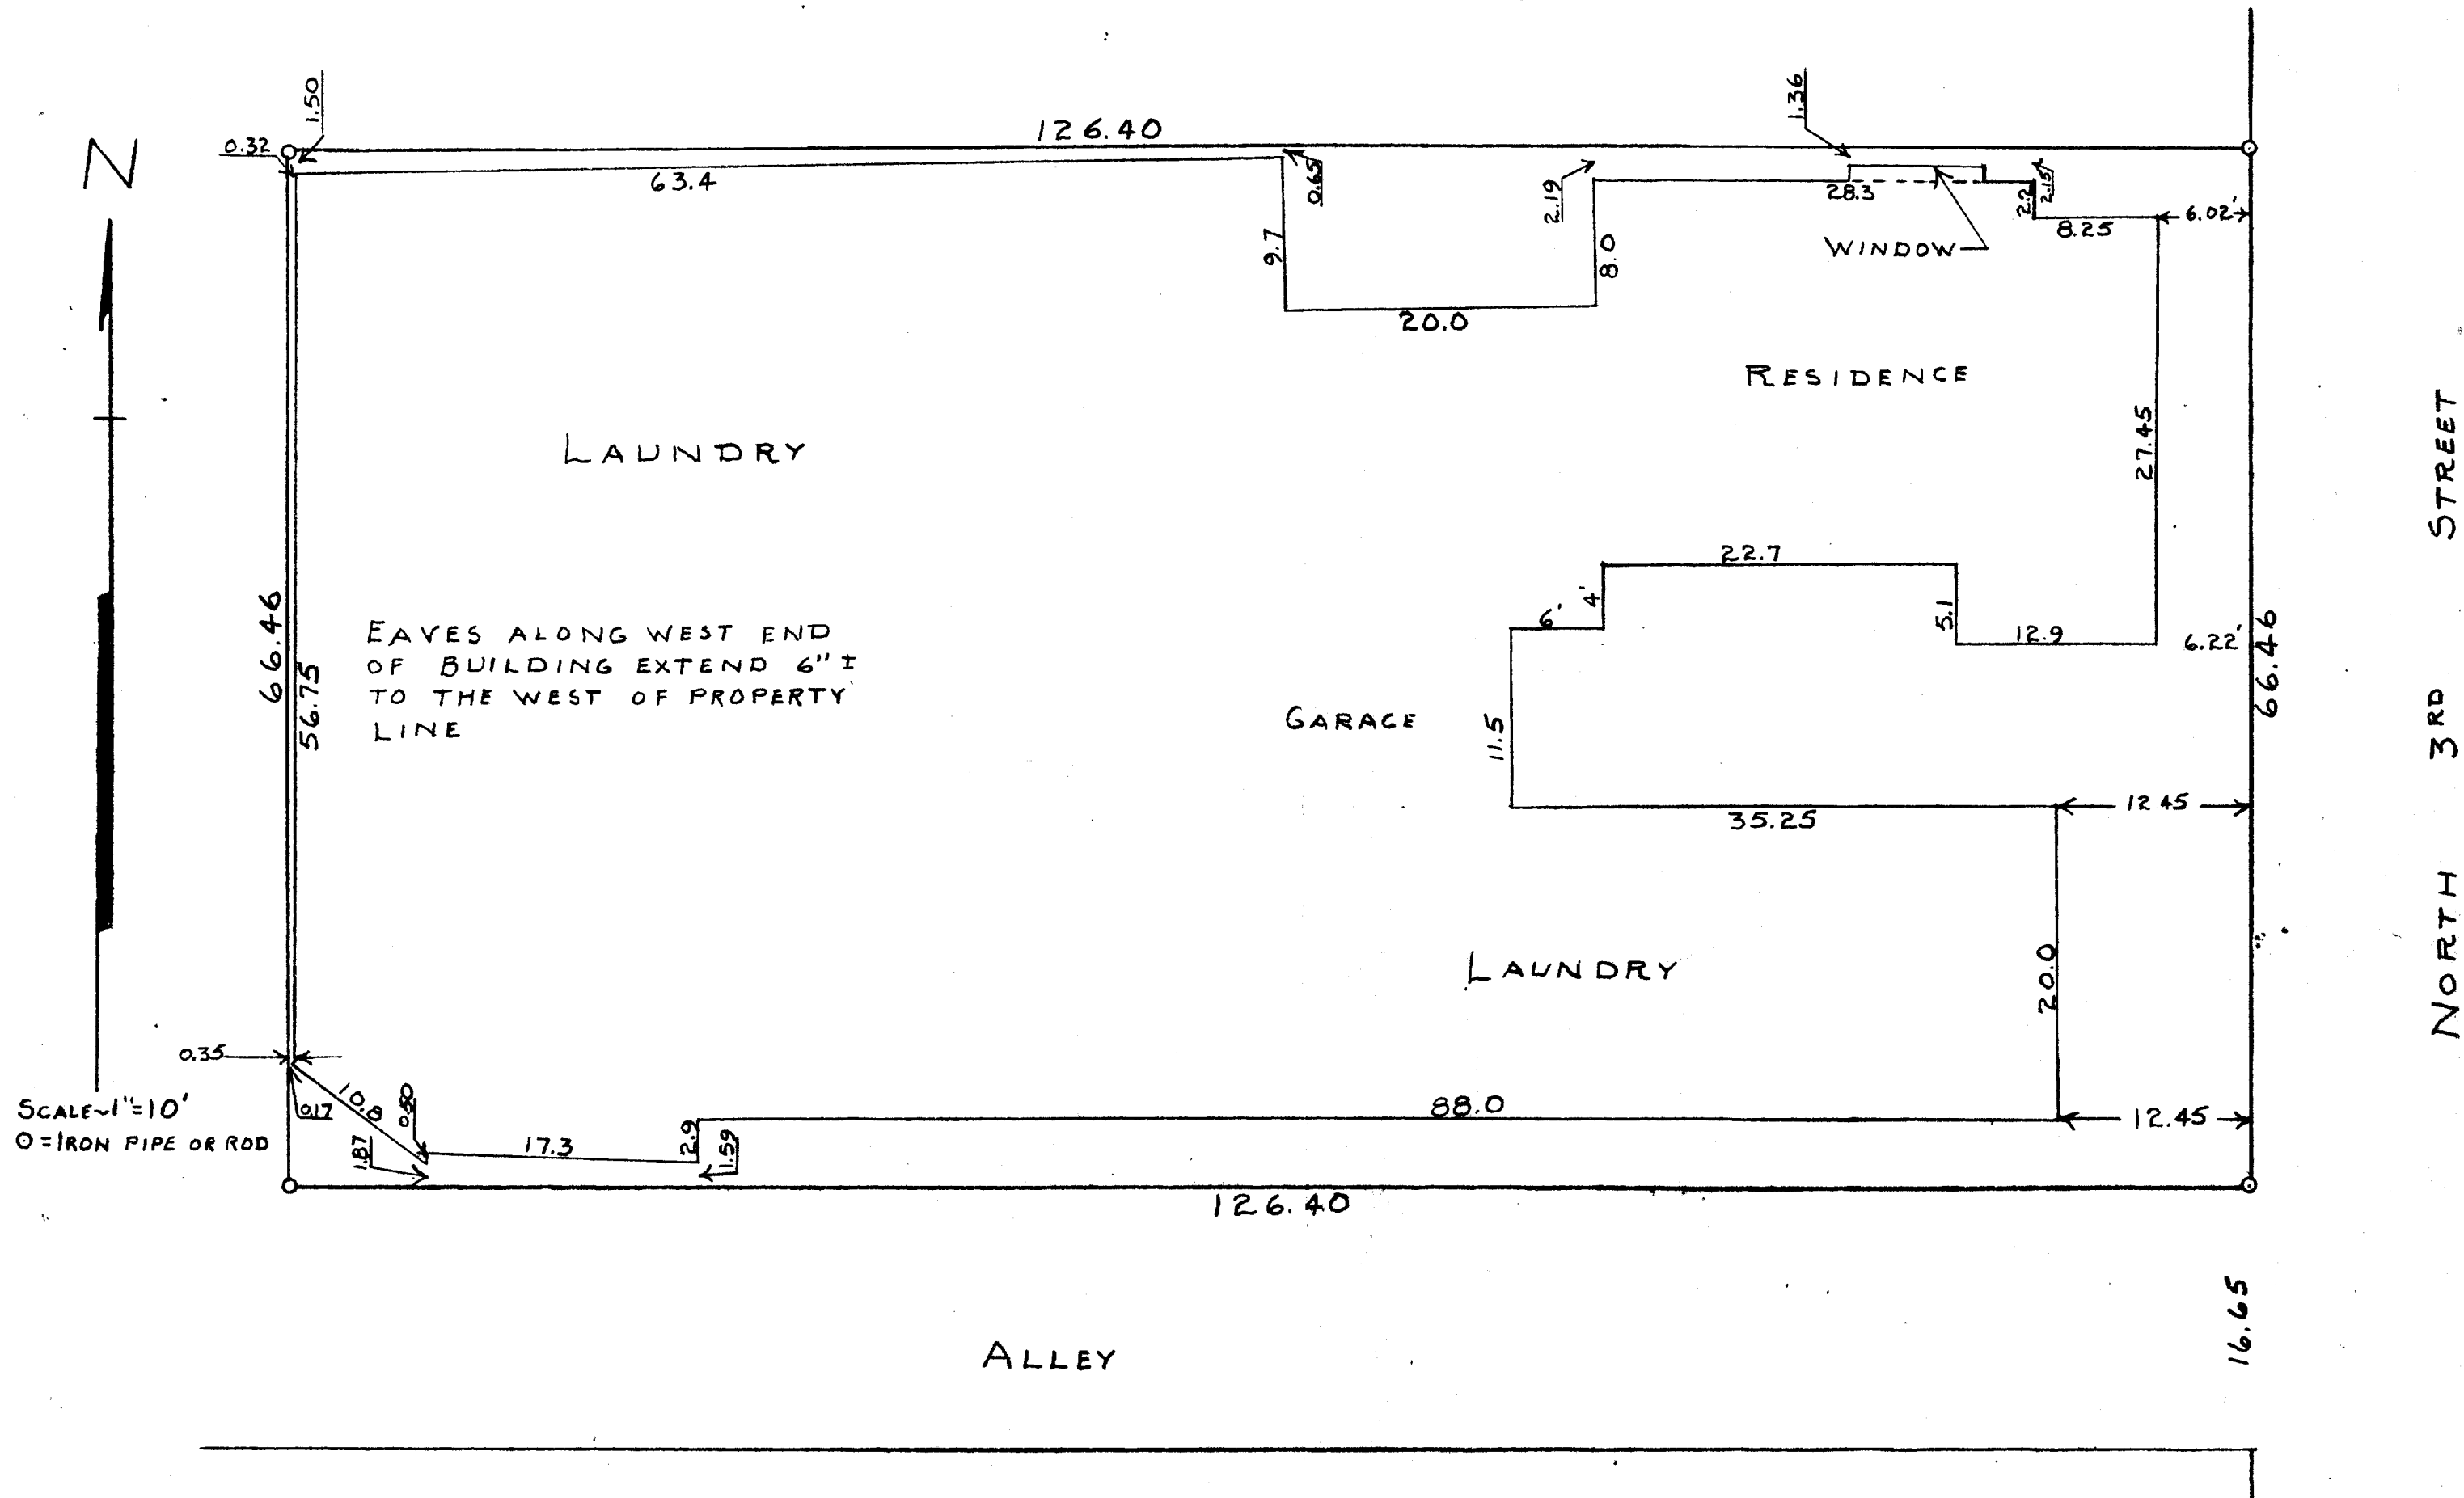 1.50
0.32
126.40
63.4
0.65
2.19
1.36
28.3
2.2
2.15
6.02'
8.25
WINDOW
N
9.7
8.0
20.0
RESIDENCE
27.45
LAUNDRY
22.7
6'
4'
5.1
12.9
6.22'
66.46
56.75
EAVES ALONG WEST END
OF BUILDING EXTEND 6" ±
TO THE WEST OF PROPERTY
LINE
GARAGE
11.5
66.46
12.45
35.25
NORTH 3RD STREET
LAUNDRY
20.0
0.35
SCALE~1"=10'
O=IRON PIPE OR ROD
0.17
10.8
0.50
1.87
17.3
2.9
1.59
88.0
12.45
126.40
16.65
ALLEY